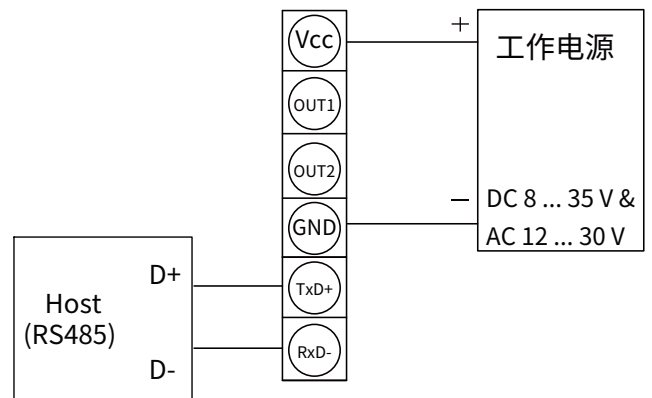 Vcc
OUT1
OUT2
GND
TxD+
RxD-
+
工作电源
−
DC 8 ... 35 V &
AC 12 ... 30 V
Host
(RS485)
D+
D-